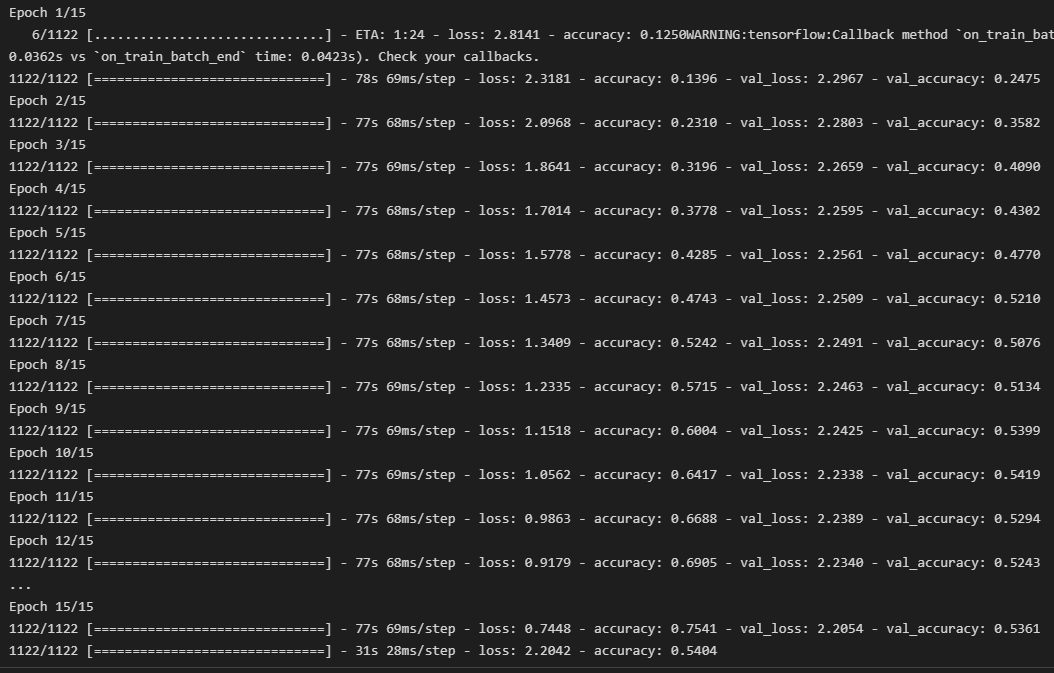 Epoch 1/15
6/1122 [..............................] - ETA: 1:24 - loss: 2.8141 - accuracy: 0.1250WARNING:tensorflow:Callback method `on_train_bat
0.0362s vs `on_train_batch_end` time: 0.0423s). Check your callbacks.
1122/1122 [==============================] - 78s 69ms/step - loss: 2.3181 - accuracy: 0.1396 - val_loss: 2.2967 - val_accuracy: 0.2475
Epoch 2/15
1122/1122 [==============================] - 77s 68ms/step - loss: 2.0968 - accuracy: 0.2310 - val_loss: 2.2803 - val_accuracy: 0.3582
Epoch 3/15
1122/1122 [==============================] - 77s 69ms/step - loss: 1.8641 - accuracy: 0.3196 - val_loss: 2.2659 - val_accuracy: 0.4090
Epoch 4/15
1122/1122 [==============================] - 77s 68ms/step - loss: 1.7014 - accuracy: 0.3778 - val_loss: 2.2595 - val_accuracy: 0.4302
Epoch 5/15
1122/1122 [==============================] - 77s 68ms/step - loss: 1.5778 - accuracy: 0.4285 - val_loss: 2.2561 - val_accuracy: 0.4770
Epoch 6/15
1122/1122 [==============================] - 77s 68ms/step - loss: 1.4573 - accuracy: 0.4743 - val_loss: 2.2509 - val_accuracy: 0.5210
Epoch 7/15
1122/1122 [==============================] - 77s 68ms/step - loss: 1.3409 - accuracy: 0.5242 - val_loss: 2.2491 - val_accuracy: 0.5076
Epoch 8/15
1122/1122 [==============================] - 77s 69ms/step - loss: 1.2335 - accuracy: 0.5715 - val_loss: 2.2463 - val_accuracy: 0.5134
Epoch 9/15
1122/1122 [==============================] - 77s 69ms/step - loss: 1.1518 - accuracy: 0.6004 - val_loss: 2.2425 - val_accuracy: 0.5399
Epoch 10/15
1122/1122 [==============================] - 77s 69ms/step - loss: 1.0562 - accuracy: 0.6417 - val_loss: 2.2338 - val_accuracy: 0.5419
Epoch 11/15
1122/1122 [==============================] - 77s 68ms/step - loss: 0.9863 - accuracy: 0.6688 - val_loss: 2.2389 - val_accuracy: 0.5294
Epoch 12/15
1122/1122 [==============================] - 77s 68ms/step - loss: 0.9179 - accuracy: 0.6905 - val_loss: 2.2340 - val_accuracy: 0.5243
...
Epoch 15/15
1122/1122 [==============================] - 77s 69ms/step - loss: 0.7448 - accuracy: 0.7541 - val_loss: 2.2054 - val_accuracy: 0.5361
1122/1122 [==============================] - 31s 28ms/step - loss: 2.2042 - accuracy: 0.5404